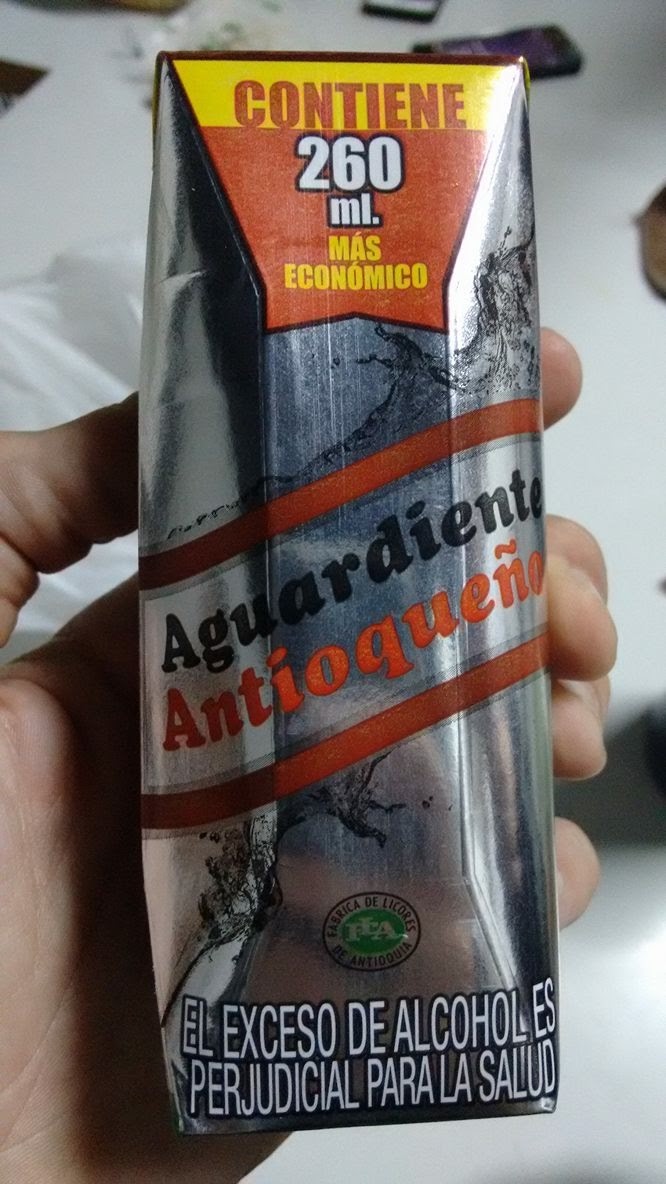 CONTIENE
260
ml.
MÁS
ECONÓMICO
Aguardiente
Antioqueño
FABRICA DE LICORES
FLA
DE ANTIOQUIA
EL EXCESO DE ALCOHOL ES
PERJUDICIAL PARA LA SALUD